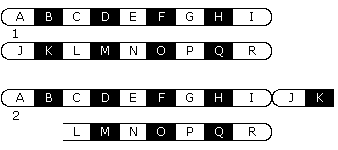 A B C D E F G H I
1
J K L M N O P Q R
A B C D E F G H I J K
2
L M N O P Q R